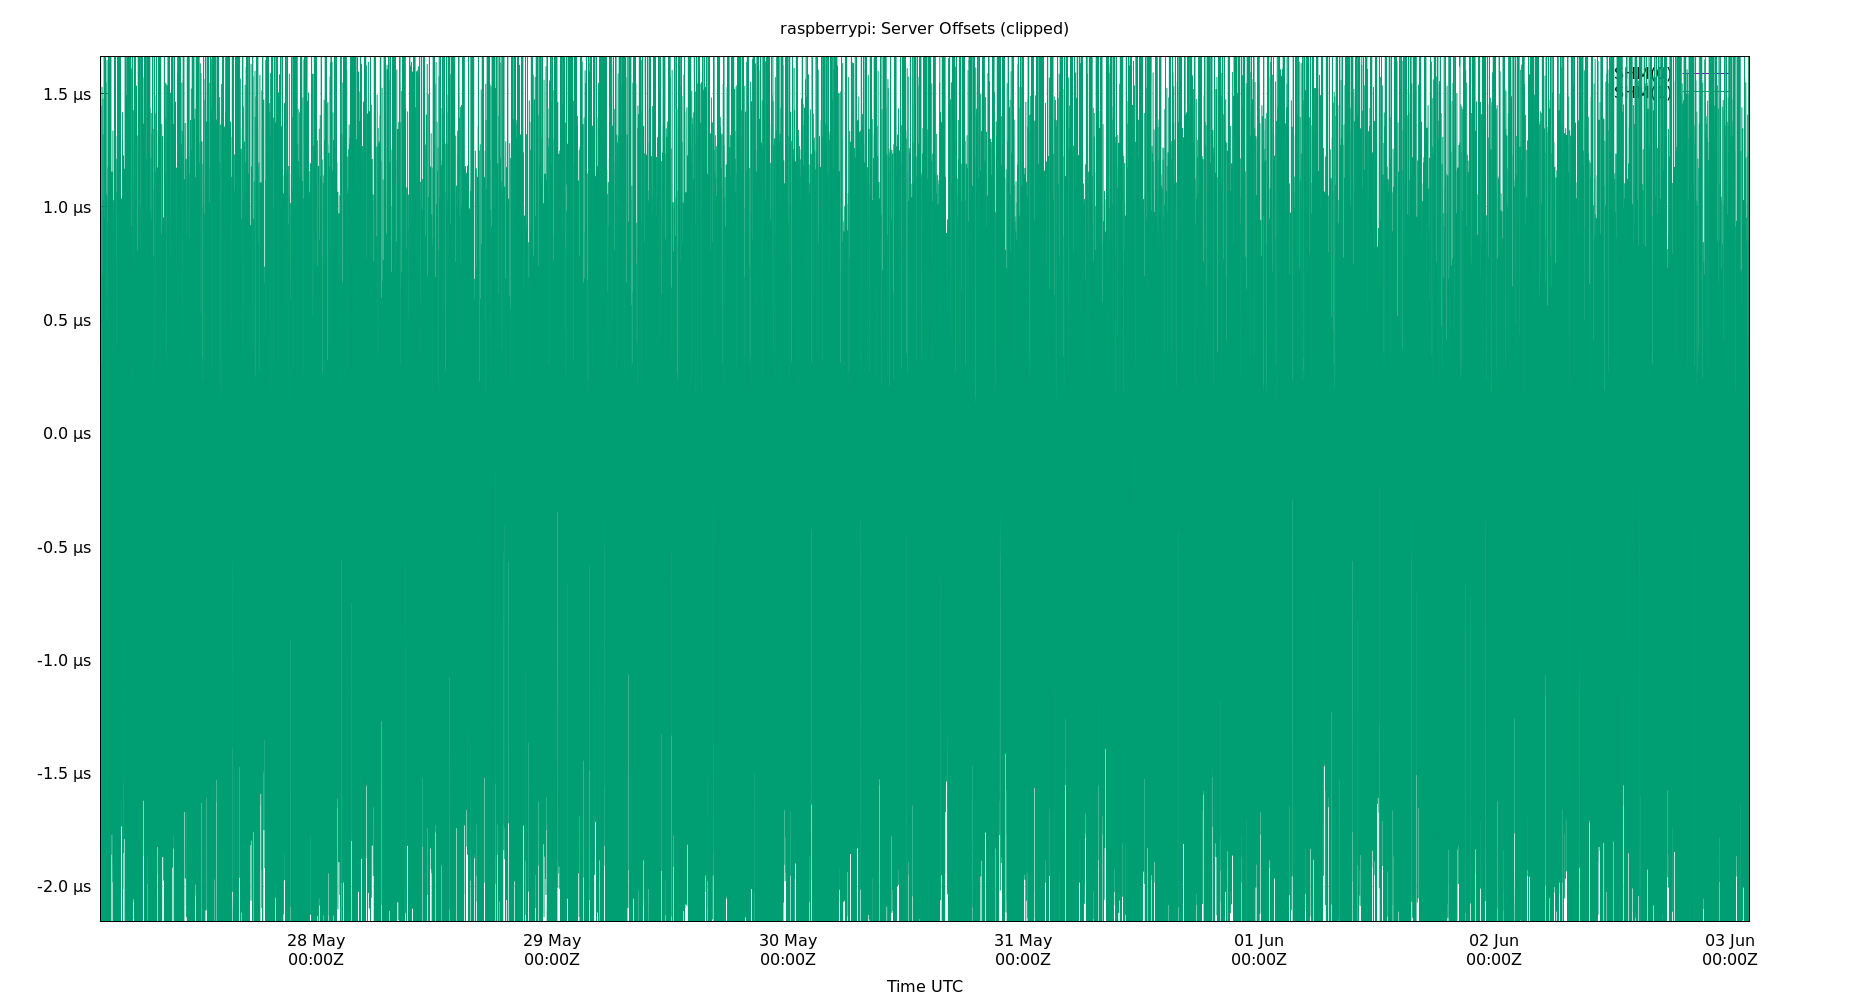 raspberrypi: Server Offsets (clipped)
1.5 µs
1.0 µs
0.5 µs
0.0 µs
-0.5 µs
-1.0 µs
-1.5 µs
-2.0 µs
28 May
00:00Z
29 May
00:00Z
30 May
00:00Z
31 May
00:00Z
01 Jun
00:00Z
02 Jun
00:00Z
03 Jun
00:00Z
Time UTC